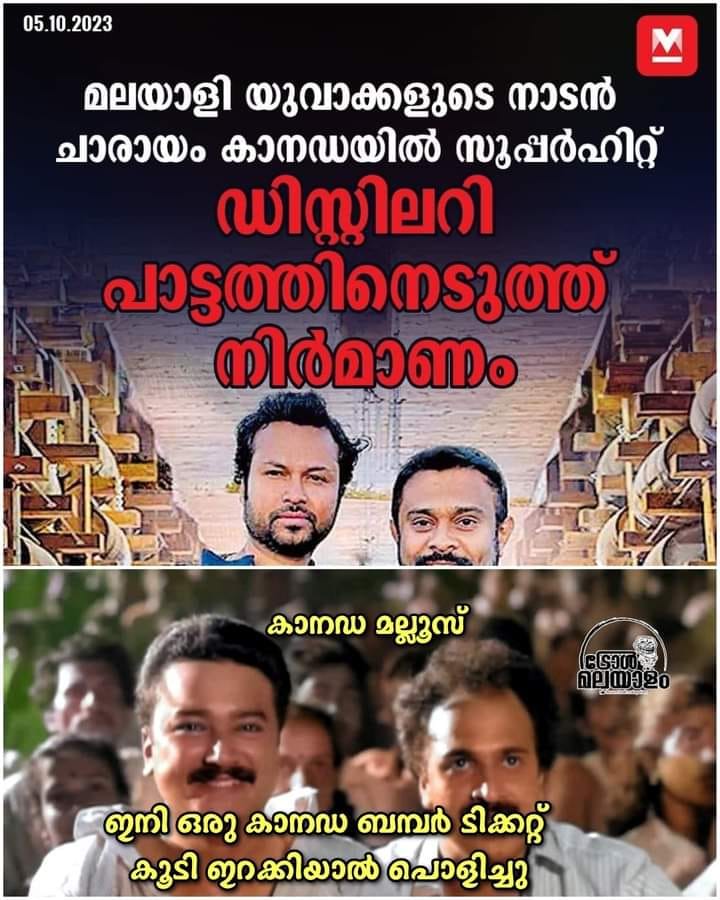 05.10.2023
M
മലയാളി യുവാക്കളുടെ നാടൻ
ചാരായം കാനഡയിൽ സൂപ്പർഹിറ്റ്
ഡിസ്റ്റിലറി
പാട്ടത്തിനെടുത്ത്
നിർമാണം
കാനഡ മല്ലൂസ്
ട്രോൾ
മലയാളം
ഇനി ഒരു കാനഡ ബമ്പർ ടിക്കറ്റ്
കൂടി ഇറക്കിയാൽ പൊളിച്ചു